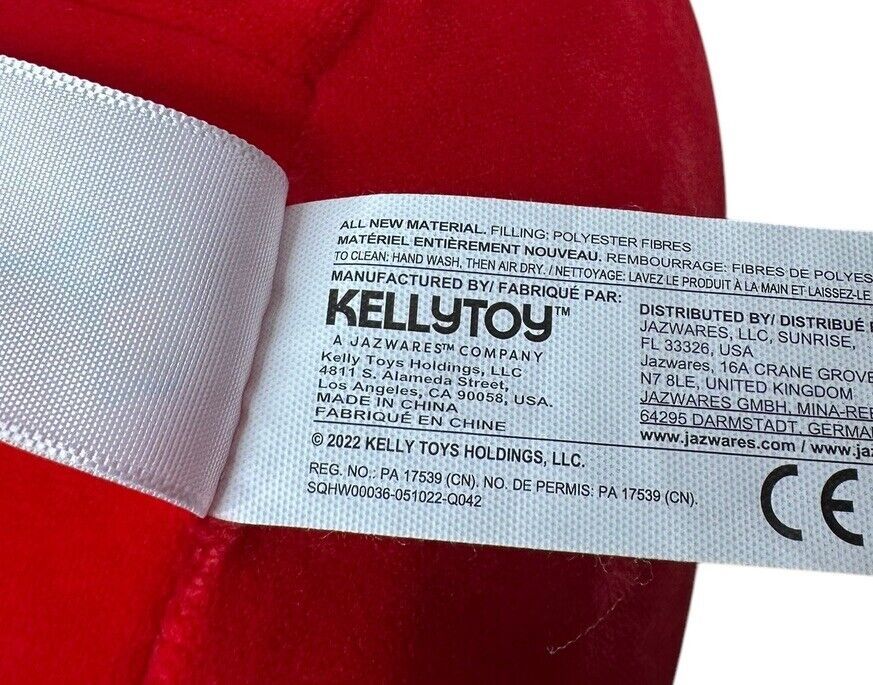 ALL NEW MATERIAL. FILLING: POLYESTER FIBRES
MATÉRIEL ENTIÈREMENT NOUVEAU. REMBOURRAGE: FIBRES DE POLYES
TO CLEAN: HAND WASH, THEN AIR DRY. / NETTOYAGE: LAVEZ LE PRODUIT À LA MAIN ET LAISSEZ-LE
MANUFACTURED BY/ FABRIQUÉ PAR:
KELLYTOY™
A JAZWARES™ COMPANY
Kelly Toys Holdings, LLC
4811 S. Alameda Street,
Los Angeles, CA 90058, USA.
MADE IN CHINA
FABRIQUÉ EN CHINE
DISTRIBUTED BY/ DISTRIBUÉ
JAZWARES, LLC, SUNRISE,
FL 33326, USA
Jazwares, 16A CRANE GROVE
N7 8LE, UNITED KINGDOM
JAZWARES GMBH, MINA-REE
64295 DARMSTADT, GERMA
www.jazwares.com / www.ja
© 2022 KELLY TOYS HOLDINGS, LLC.
REG. NO.: PA 17539 (CN). NO. DE PERMIS: PA 17539 (CN).
SQHW00036-051022-Q042
CE